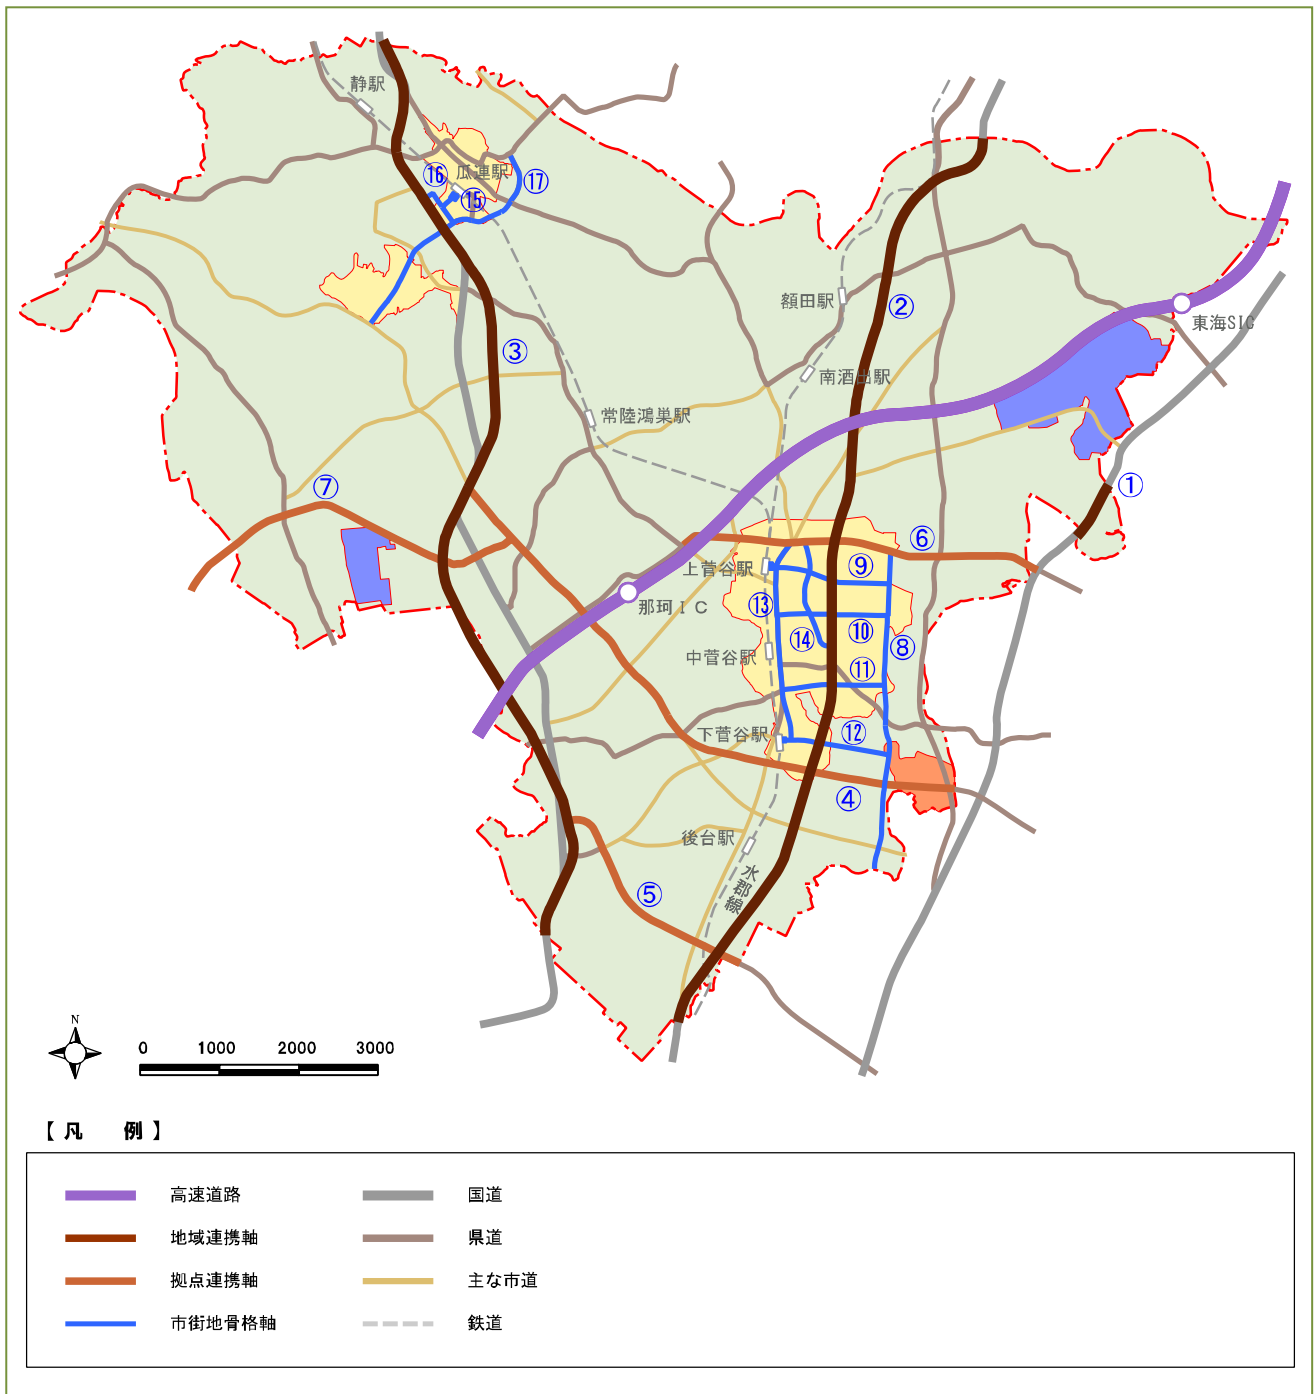 静駅
⑯
瓜連駅
⑰
⑮
額田駅
②
東海SIC
③
南酒出駅
常陸鴻巣駅
⑦
①
⑥
上菅谷駅
⑨
那珂ＩＣ
⑬
⑩
⑭
⑧
中菅谷駅
⑪
下菅谷駅
⑫
④
後台駅
水郡線
⑤
N
0 1000 2000 3000
【凡 例】
高速道路 国道
地域連携軸 県道
拠点連携軸 主な市道
市街地骨格軸 鉄道